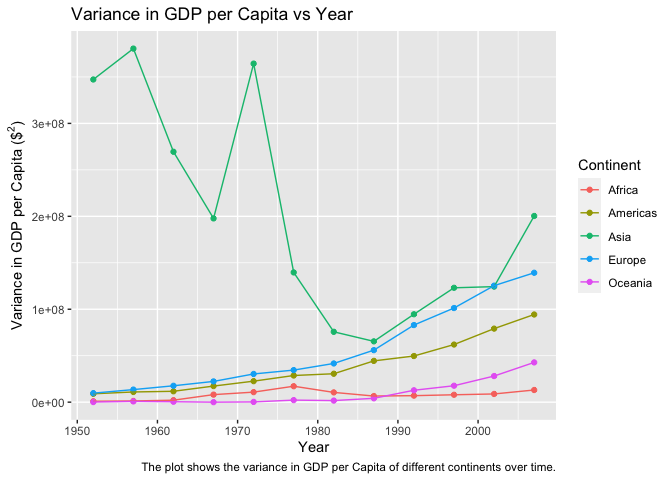 Variance in GDP per Capita vs Year
Variance in GDP per Capita ($²)
3e+08
2e+08
1e+08
0e+00
1950 1960 1970 1980 1990 2000
Year
Continent
Africa
Americas
Asia
Europe
Oceania
The plot shows the variance in GDP per Capita of different continents over time.